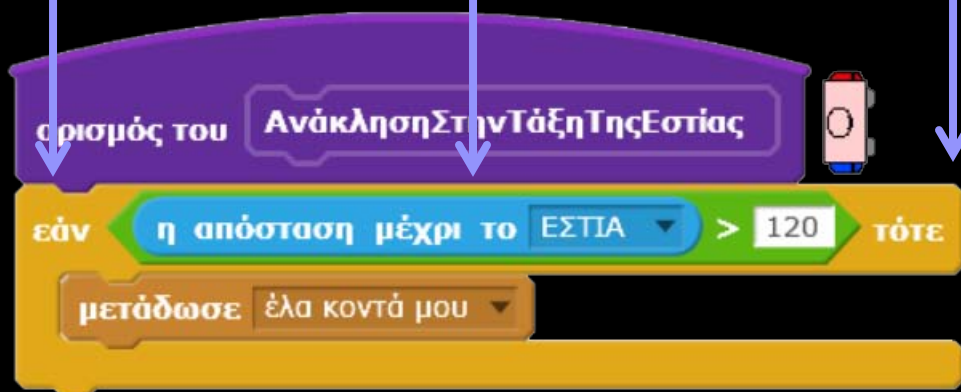 ορισμός του ΑνάκλησηΣτηνΤάξηΤηςΕστίας
εάν η απόσταση μέχρι το ΕΣΤΙΑ > 120 τότε
μετάδωσε έλα κοντά μου